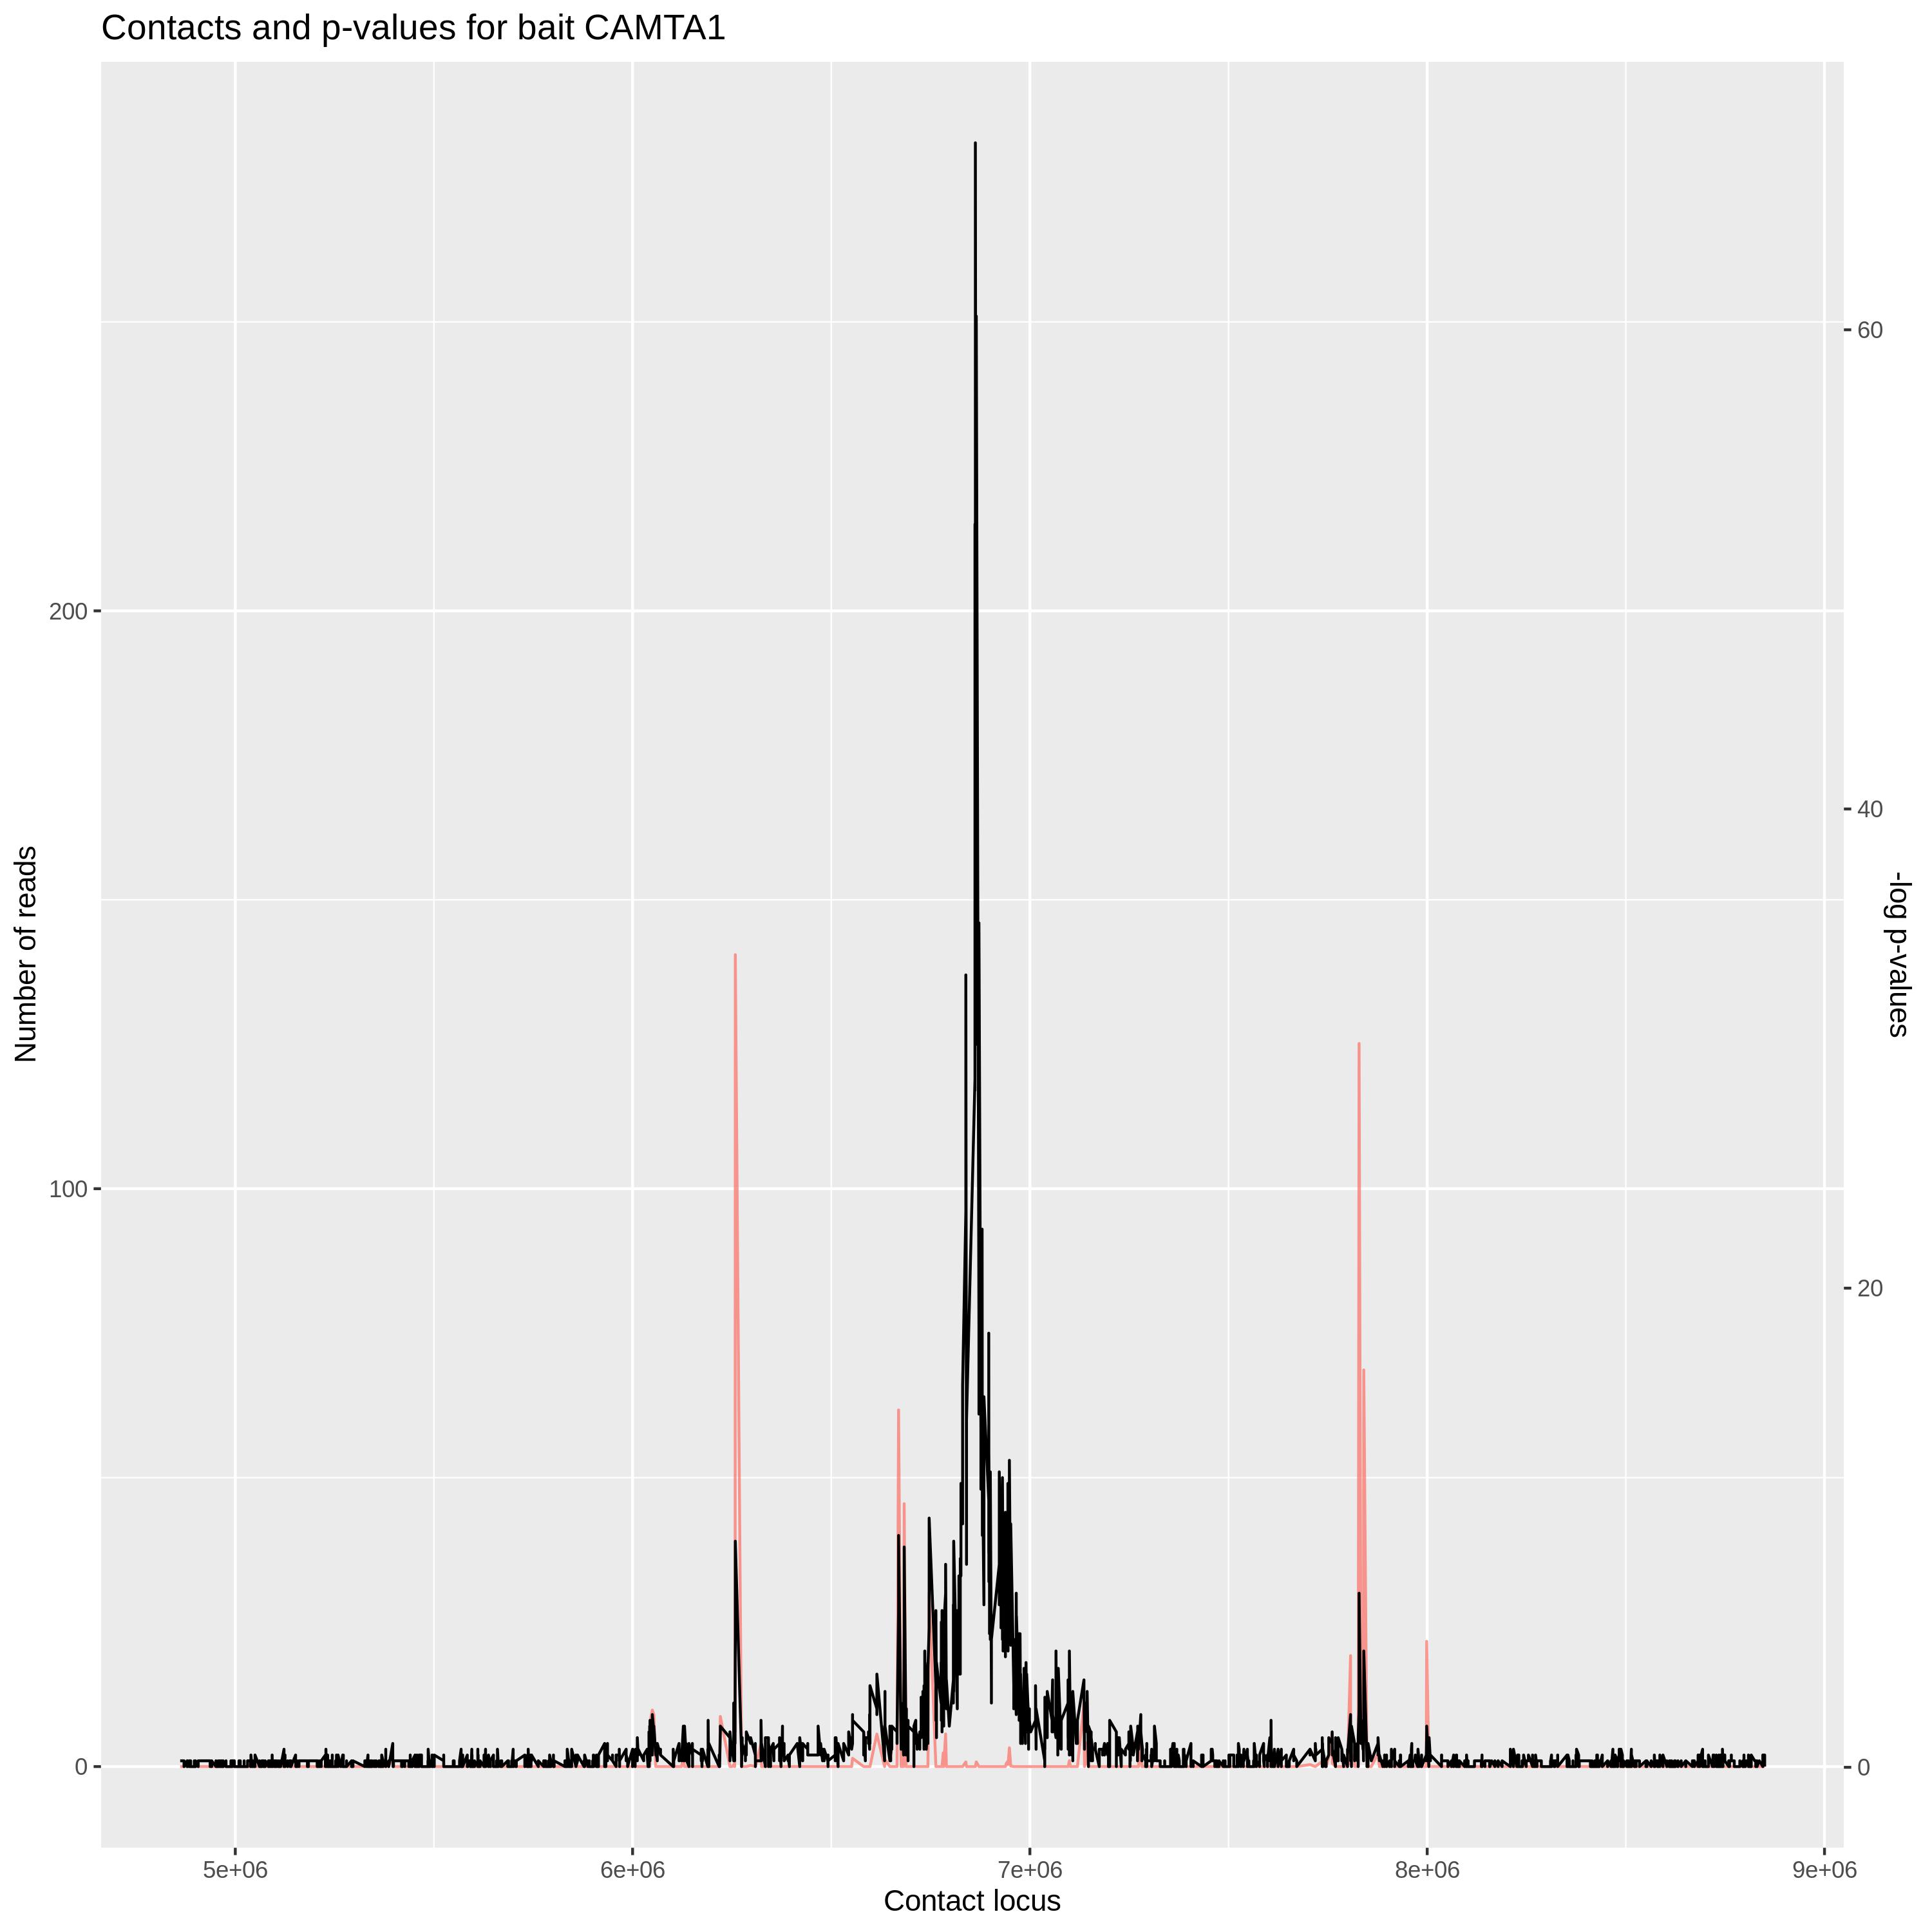 Contacts and p-values for bait CAMTA1
Number of reads
200
100
0
60
40
20
0
-log p-values
5e+06
6e+06
7e+06
8e+06
9e+06
Contact locus